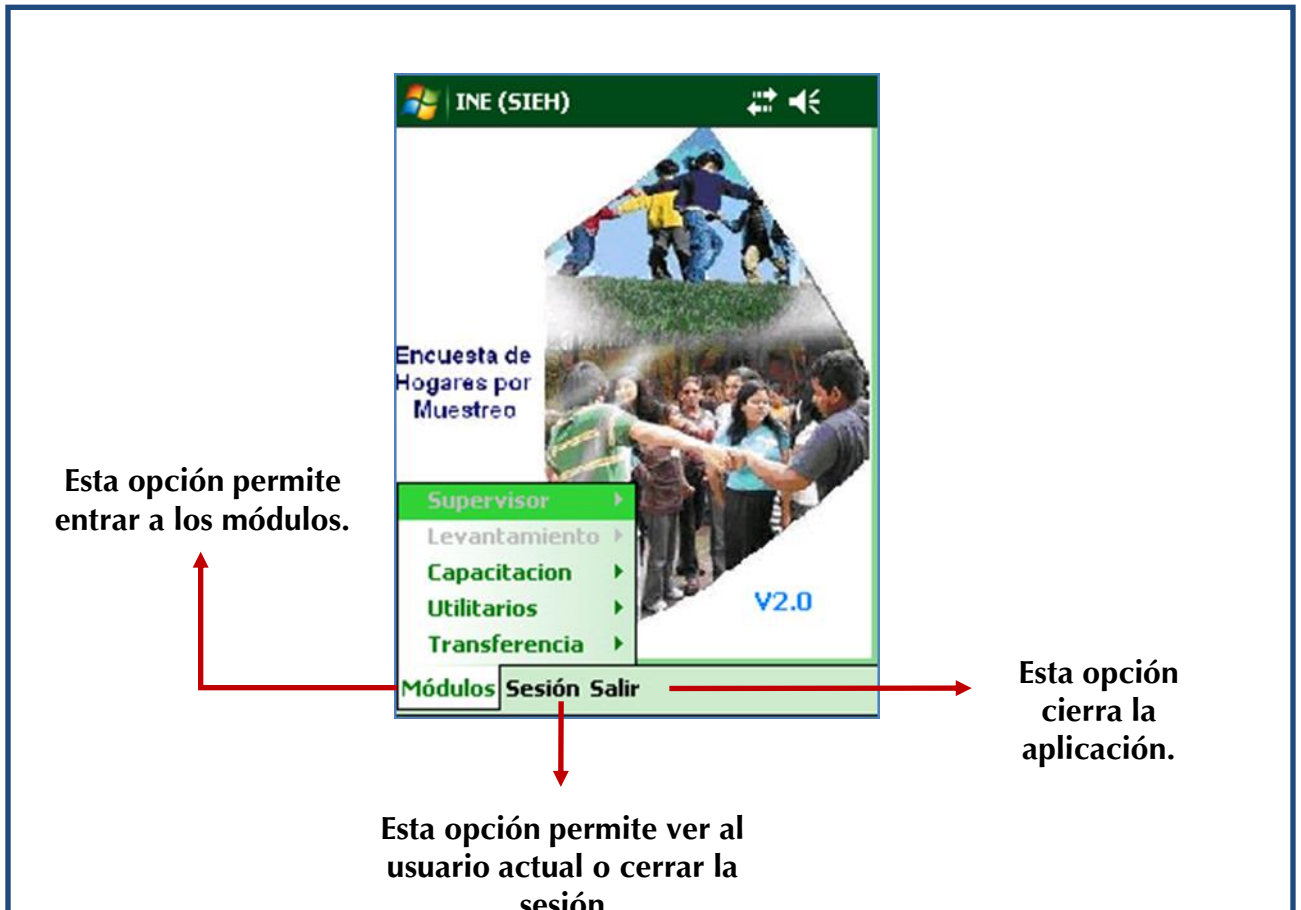 INE (SIEH)
Encuesta de
Hogares por
Muestreo
Esta opción permite
entrar a los módulos.
Supervisor
Levantamiento
Capacitacion
Utilitarios
Transferencia
V2.0
Módulos Sesión Salir
Esta opción
cierra la
aplicación.
Esta opción permite ver al
usuario actual o cerrar la
sesión